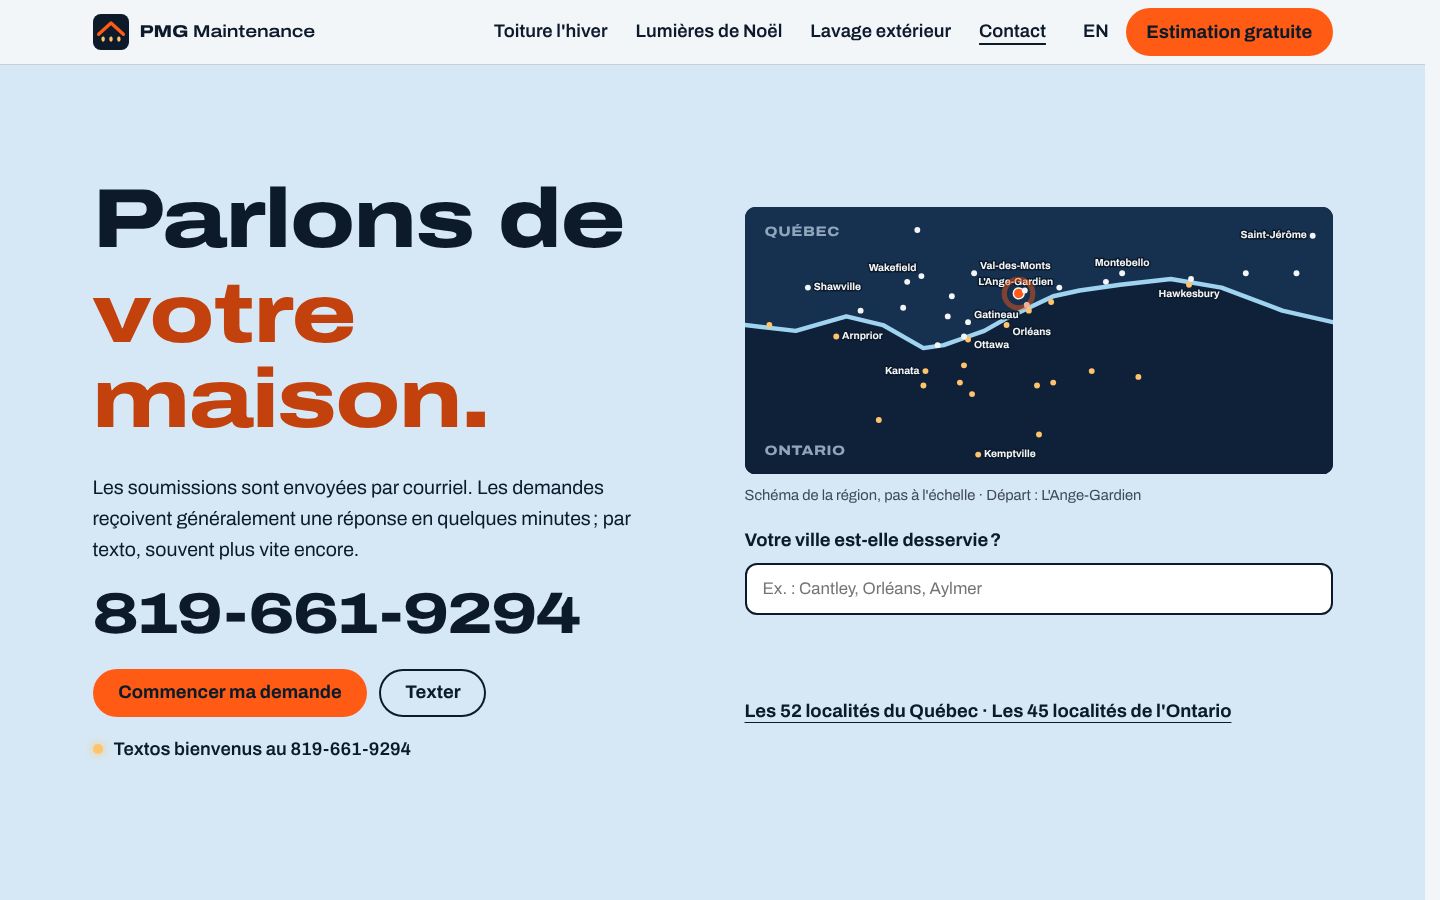 PMG Maintenance
Toiture l'hiver
Lumières de Noël
Lavage extérieur
Contact
EN
Estimation gratuite
Parlons de
votre
maison.
Les soumissions sont envoyées par courriel. Les demandes
reçoivent généralement une réponse en quelques minutes ; par
texto, souvent plus vite encore.
819-661-9294
Commencer ma demande
Texter
Textos bienvenus au 819-661-9294
QUÉBEC
Saint-Jérôme
Wakefield
Val-des-Monts
Montebello
L'Ange-Gardien
Shawville
Hawkesbury
Gatineau
Orléans
Arnprior
Ottawa
Kanata
ONTARIO
Kemptville
Schéma de la région, pas à l'échelle · Départ : L'Ange-Gardien
Votre ville est-elle desservie ?
Ex. : Cantley, Orléans, Aylmer
Les 52 localités du Québec · Les 45 localités de l'Ontario